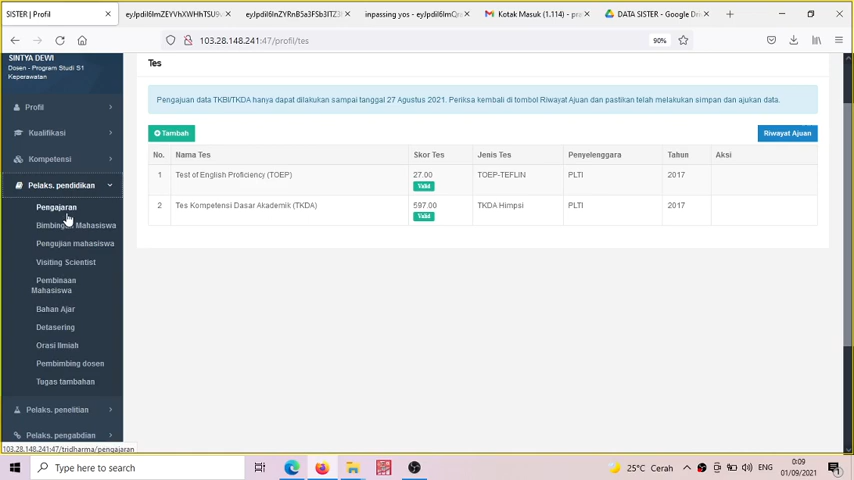 SISTER | Profil
eyJpdiI6ImZEYVhXWHhTSU9
eyJpdiI6InZYRnB5a3FSb3lTZ3
inpassing yos - eyJpdiI6ImQ
Kotak Masuk (1.114) - pre
DATA SISTER - Google Dr
103.28.148.241:47/profil/tes
90%
SINTYA DEWI
Dosen - Program Studi S1
Keperawatan
Profil
Kualifikasi
Kompetensi
Pelaks. pendidikan
Pengajaran
Bimbingan Mahasiswa
Pengujian mahasiswa
Visiting Scientist
Pembinaan
Mahasiswa
Bahan Ajar
Detasering
Orasi Ilmiah
Pembimbing dosen
Tugas tambahan
Pelaks. penelitian
Pelaks. pengabdian
103.28.148.241:47/tridharma/pengajaran
Tes
Pengajuan data TKBI/TKDA hanya dapat dilakukan sampai tanggal 27 Agustus 2021. Periksa kembali di tombol Riwayat Ajuan dan pastikan telah melakukan simpan dan ajukan data.
Tambah
Riwayat Ajuan
No. Nama Tes Skor Tes Jenis Tes Penyelenggara Tahun Aksi
1 Test of English Proficiency (TOEP) 27.00 TOEP-TEFLIN PLTI 2017
Valid
2 Tes Kompetensi Dasar Akademik (TKDA) 597.00 TKDA Himpsi PLTI 2017
Valid
Type here to search
25°C Cerah
ENG
0:09
01/09/2021